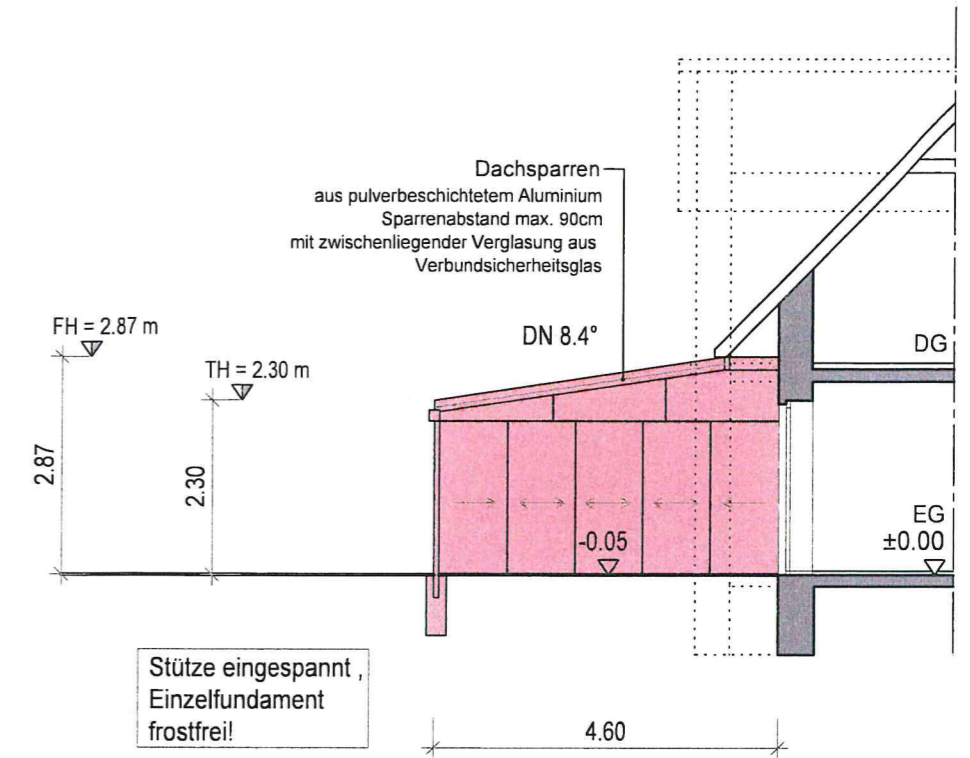 Dachsparren
aus pulverbeschichtetem Aluminium
Sparrenabstand max. 90cm
mit zwischenliegender Verglasung aus
Verbundsicherheitsglas
FH = 2.87 m
TH = 2.30 m
DN 8.4°
DG
2.87
2.30
-0.05
EG
±0.00
Stütze eingespannt ,
Einzelfundament
frostfrei!
4.60